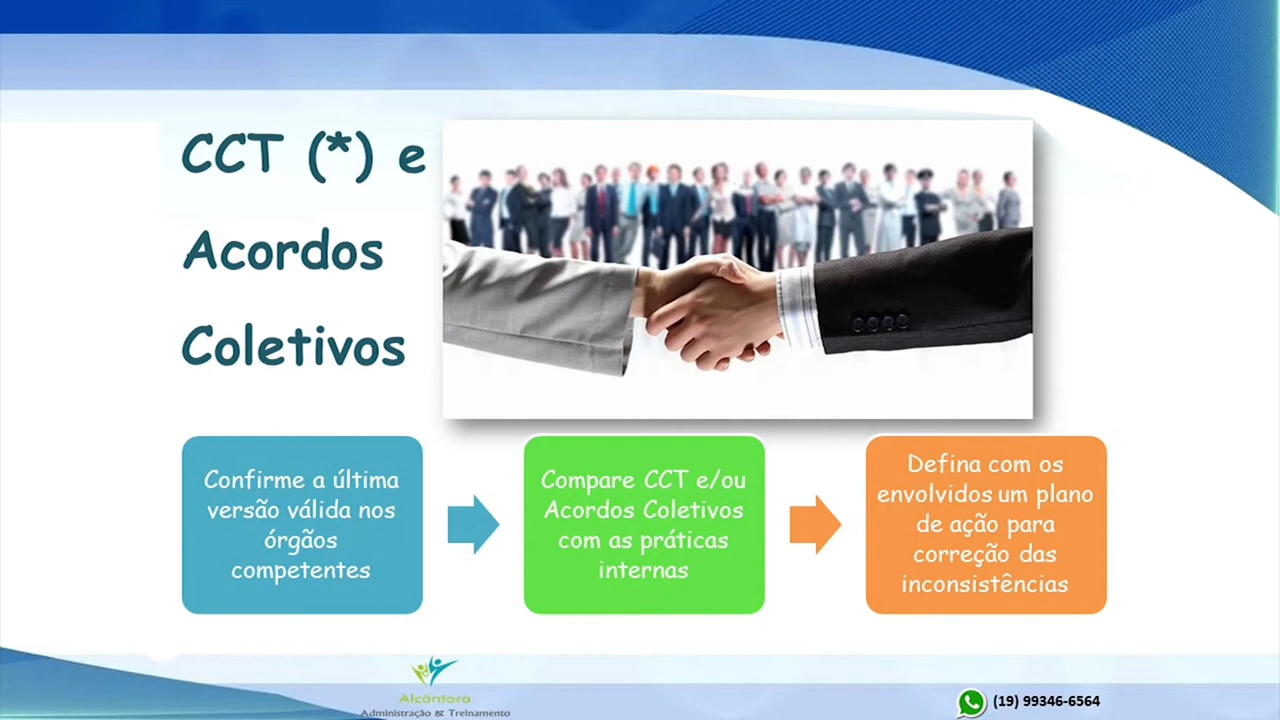 CCT (*) e
Acordos
Coletivos
Confirme a última
versão válida nos
órgãos
competentes
Compare CCT e/ou
Acordos Coletivos
com as práticas
internas
Defina com os
envolvidos um plano
de ação para
correção das
inconsistências
Alcântara
Administração & Treinamento
(19) 99346-6564